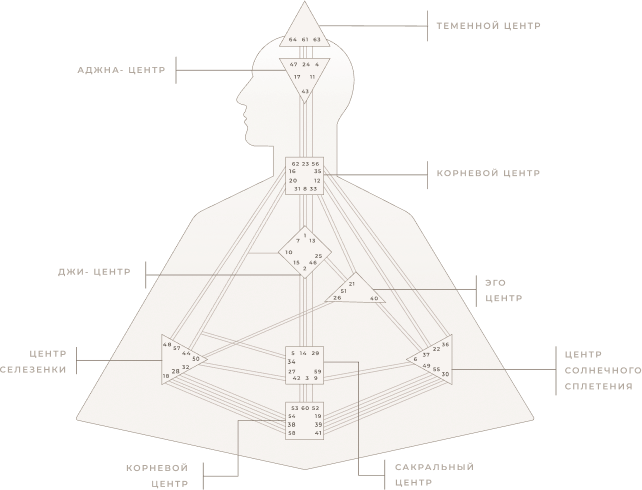 ТЕМЕННОЙ ЦЕНТР
64 61 63
АДЖНА- ЦЕНТР
47 24 4
17 11
43
КОРНЕВОЙ ЦЕНТР
62 23 56
16 35
20 12
31 8 33
ДЖИ- ЦЕНТР
1
7 13
10
25
15 46
2
ЭГО
ЦЕНТР
21
51
26 40
ЦЕНТР
СЕЛЕЗЕНКИ
48
57
44
50
32
28
18
5 14 29
34
27 59
42 3 9
ЦЕНТР
СОЛНЕЧНОГО
СПЛЕТЕНИЯ
36
22
37
6
49
55
30
53 60 52
54 19
38 39
58 41
КОРНЕВОЙ
ЦЕНТР
САКРАЛЬНЫЙ
ЦЕНТР